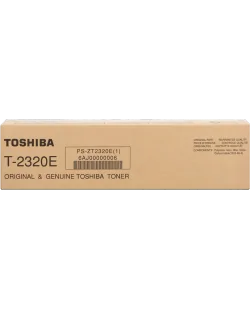 TOSHIBA
PS-ZT2320E(1)
6AJ00000006
T-2320E
ORIGINAL & GENUINE TOSHIBA TONER